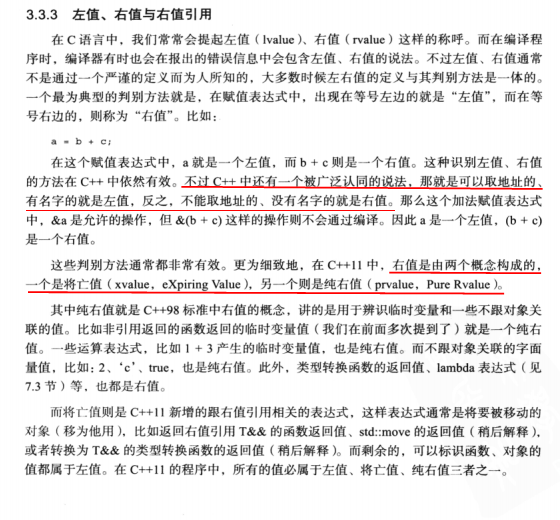 3.3.3 左值、右值与右值引用
在 C 语言中，我们常常会提起左值（lvalue）、右值（rvalue）这样的称呼。而在编译程
序时，编译器有时也会在报出的错误信息中会包含左值、右值的说法。不过左值、右值通常
不是通过一个严谨的定义而为人所知的，大多数时候左右值的定义与其判别方法是一体的。
一个最为典型的判别方法就是，在赋值表达式中，出现在等号左边的就是“左值”，而在等
号右边的，则称为“右值”。比如：
a = b + c;
在这个赋值表达式中，a 就是一个左值，而 b + c 则是一个右值。这种识别左值、右值
的方法在 C++ 中依然有效。不过 C++ 中还有一个被广泛认同的说法，那就是可以取地址的、
有名字的就是左值，反之，不能取地址的、没有名字的就是右值。那么这个加法赋值表达式
中，&a 是允许的操作，但 &(b + c) 这样的操作则不会通过编译。因此 a 是一个左值，(b + c)
是一个右值。
这些判别方法通常都非常有效。更为细致地，在 C++11 中，右值是由两个概念构成的，
一个是将亡值（xvalue，eXpiring Value），另一个则是纯右值（prvalue，Pure Rvalue）。
其中纯右值就是 C++98 标准中右值的概念，讲的是用于辨识临时变量和一些不跟对象关
联的值。比如非引用返回的函数返回的临时变量值（我们在前面多次提到了）就是一个纯右
值。一些运算表达式，比如 1 + 3 产生的临时变量值，也是纯右值。而不跟对象关联的字面
量值，比如：2、‘c’、true，也是纯右值。此外，类型转换函数的返回值、lambda 表达式（见
7.3 节）等，也都是右值。
而将亡值则是 C++11 新增的跟右值引用相关的表达式，这样表达式通常是将要被移动的
对象（移为他用），比如返回右值引用 T&& 的函数返回值、std::move 的返回值（稍后解释），
或者转换为 T&& 的类型转换函数的返回值（稍后解释）。而剩余的，可以标识函数、对象的
值都属于左值。在 C++11 的程序中，所有的值必属于左值、将亡值、纯右值三者之一。